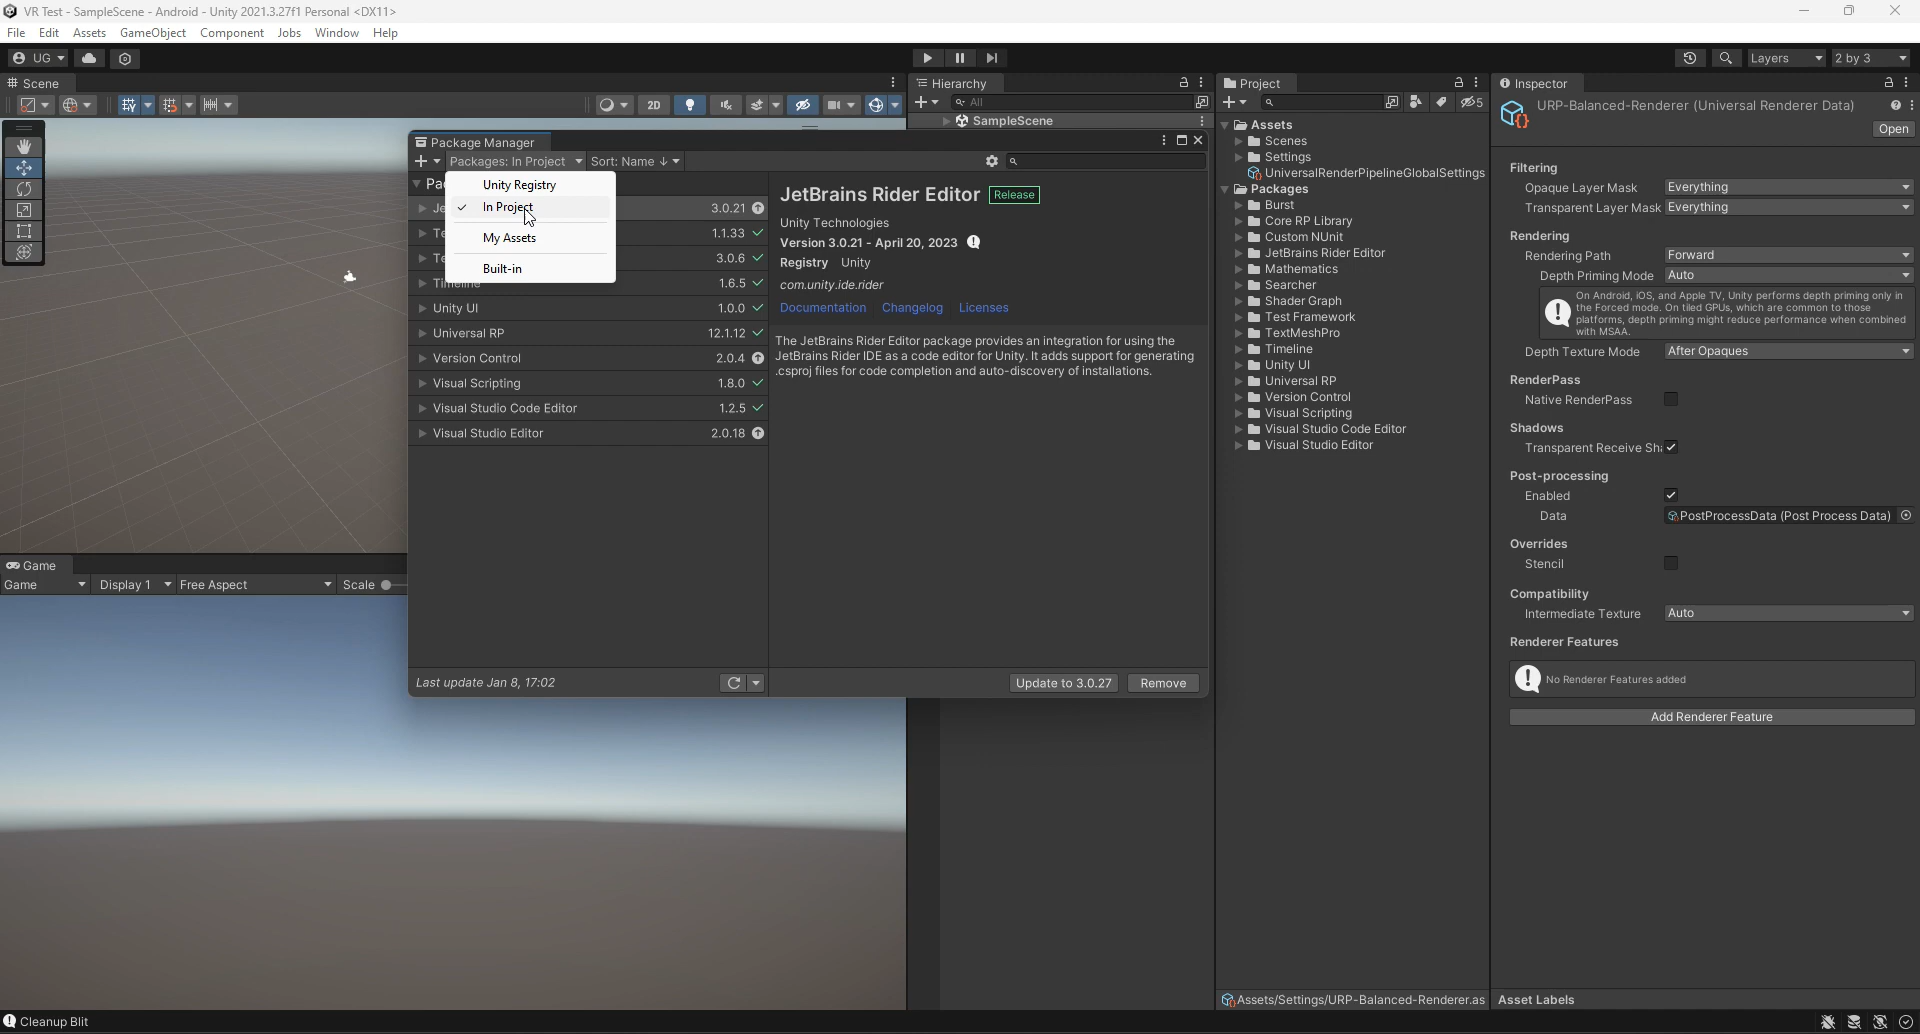 VR Test - SampleScene - Android - Unity 2021.3.27f1 Personal <DX11>
File Edit Assets GameObject Component Jobs Window Help
UG Layers 2 by 3
Scene
2D
Hierarchy
All
SampleScene
Package Manager
Packages: In Project Sort: Name ↓
Unity Registry
In Project
My Assets
Built-in
3.0.21
1.1.33
3.0.6
Timeline 1.6.5
Unity UI 1.0.0
Universal RP 12.1.12
Version Control 2.0.4
Visual Scripting 1.8.0
Visual Studio Code Editor 1.2.5
Visual Studio Editor 2.0.18
Last update Jan 8, 17:02
JetBrains Rider Editor Release
Unity Technologies
Version 3.0.21 - April 20, 2023
Registry Unity
com.unity.ide.rider
Documentation Changelog Licenses
The JetBrains Rider Editor package provides an integration for using the
JetBrains Rider IDE as a code editor for Unity. It adds support for generating
.csproj files for code completion and auto-discovery of installations.
Update to 3.0.27 Remove
Game
Game Display 1 Free Aspect Scale
Project
5
Assets
Scenes
Settings
UniversalRenderPipelineGlobalSettings
Packages
Burst
Core RP Library
Custom NUnit
JetBrains Rider Editor
Mathematics
Searcher
Shader Graph
Test Framework
TextMeshPro
Timeline
Unity UI
Universal RP
Version Control
Visual Scripting
Visual Studio Code Editor
Visual Studio Editor
Assets/Settings/URP-Balanced-Renderer.as
Inspector
URP-Balanced-Renderer (Universal Renderer Data)
Open
Filtering
Opaque Layer Mask Everything
Transparent Layer Mask Everything
Rendering
Rendering Path Forward
Depth Priming Mode Auto
On Android, iOS, and Apple TV, Unity performs depth priming only in
the Forced mode. On tiled GPUs, which are common to those
platforms, depth priming might reduce performance when combined
with MSAA.
Depth Texture Mode After Opaques
RenderPass
Native RenderPass
Shadows
Transparent Receive Sh
Post-processing
Enabled
Data PostProcessData (Post Process Data)
Overrides
Stencil
Compatibility
Intermediate Texture Auto
Renderer Features
No Renderer Features added
Add Renderer Feature
Asset Labels
Cleanup Blit